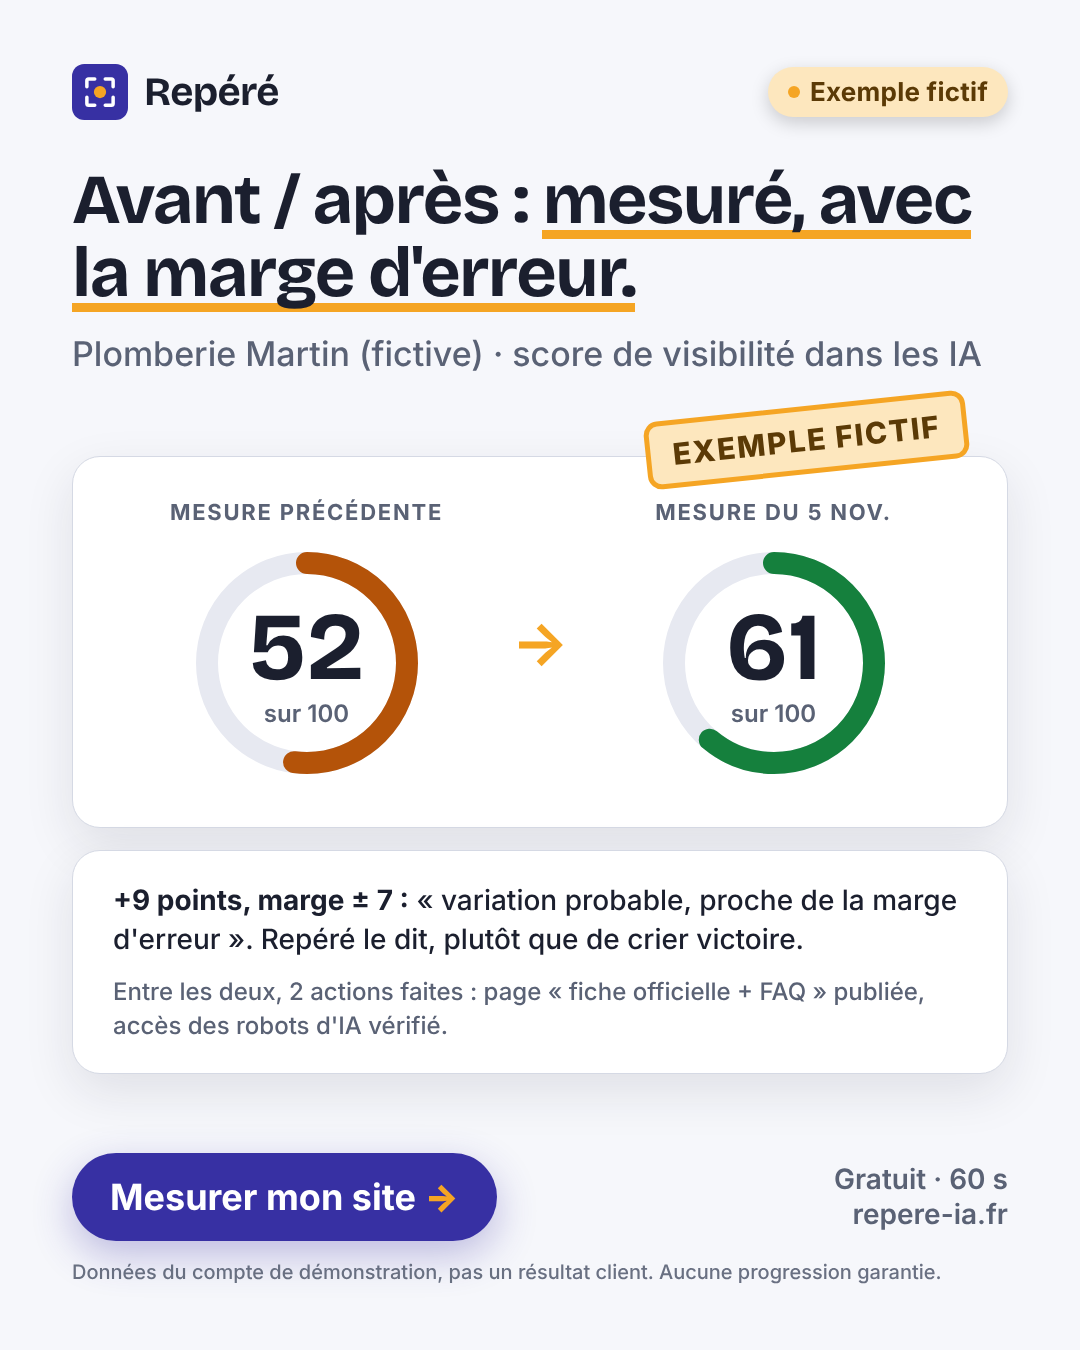 Repéré
Exemple fictif
Avant / après : mesuré, avec
la marge d'erreur.
Plomberie Martin (fictive) · score de visibilité dans les IA
EXEMPLE FICTIF
MESURE PRÉCÉDENTE
MESURE DU 5 NOV.
52
sur 100
→
61
sur 100
+9 points, marge ± 7 : « variation probable, proche de la marge
d'erreur ». Repéré le dit, plutôt que de crier victoire.
Entre les deux, 2 actions faites : page « fiche officielle + FAQ » publiée,
accès des robots d'IA vérifié.
Mesurer mon site →
Gratuit · 60 s
repere-ia.fr
Données du compte de démonstration, pas un résultat client. Aucune progression garantie.